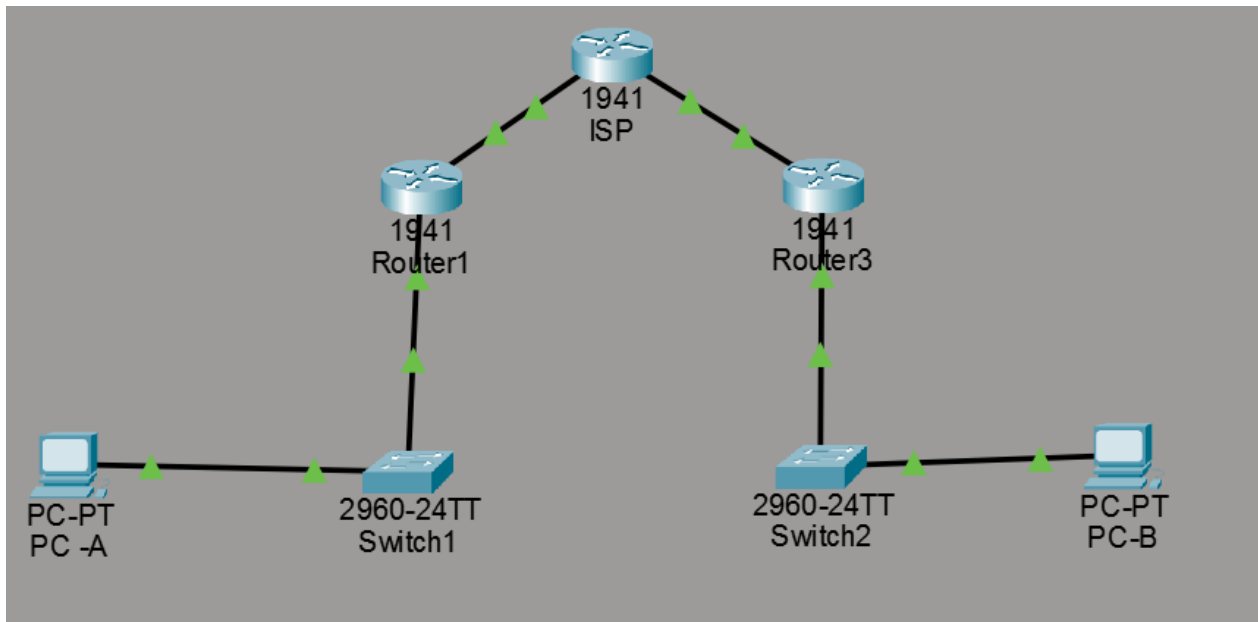 1941
ISP
1941
Router1
1941
Router3
PC-PT
PC -A
2960-24TT
Switch1
2960-24TT
Switch2
PC-PT
PC-B